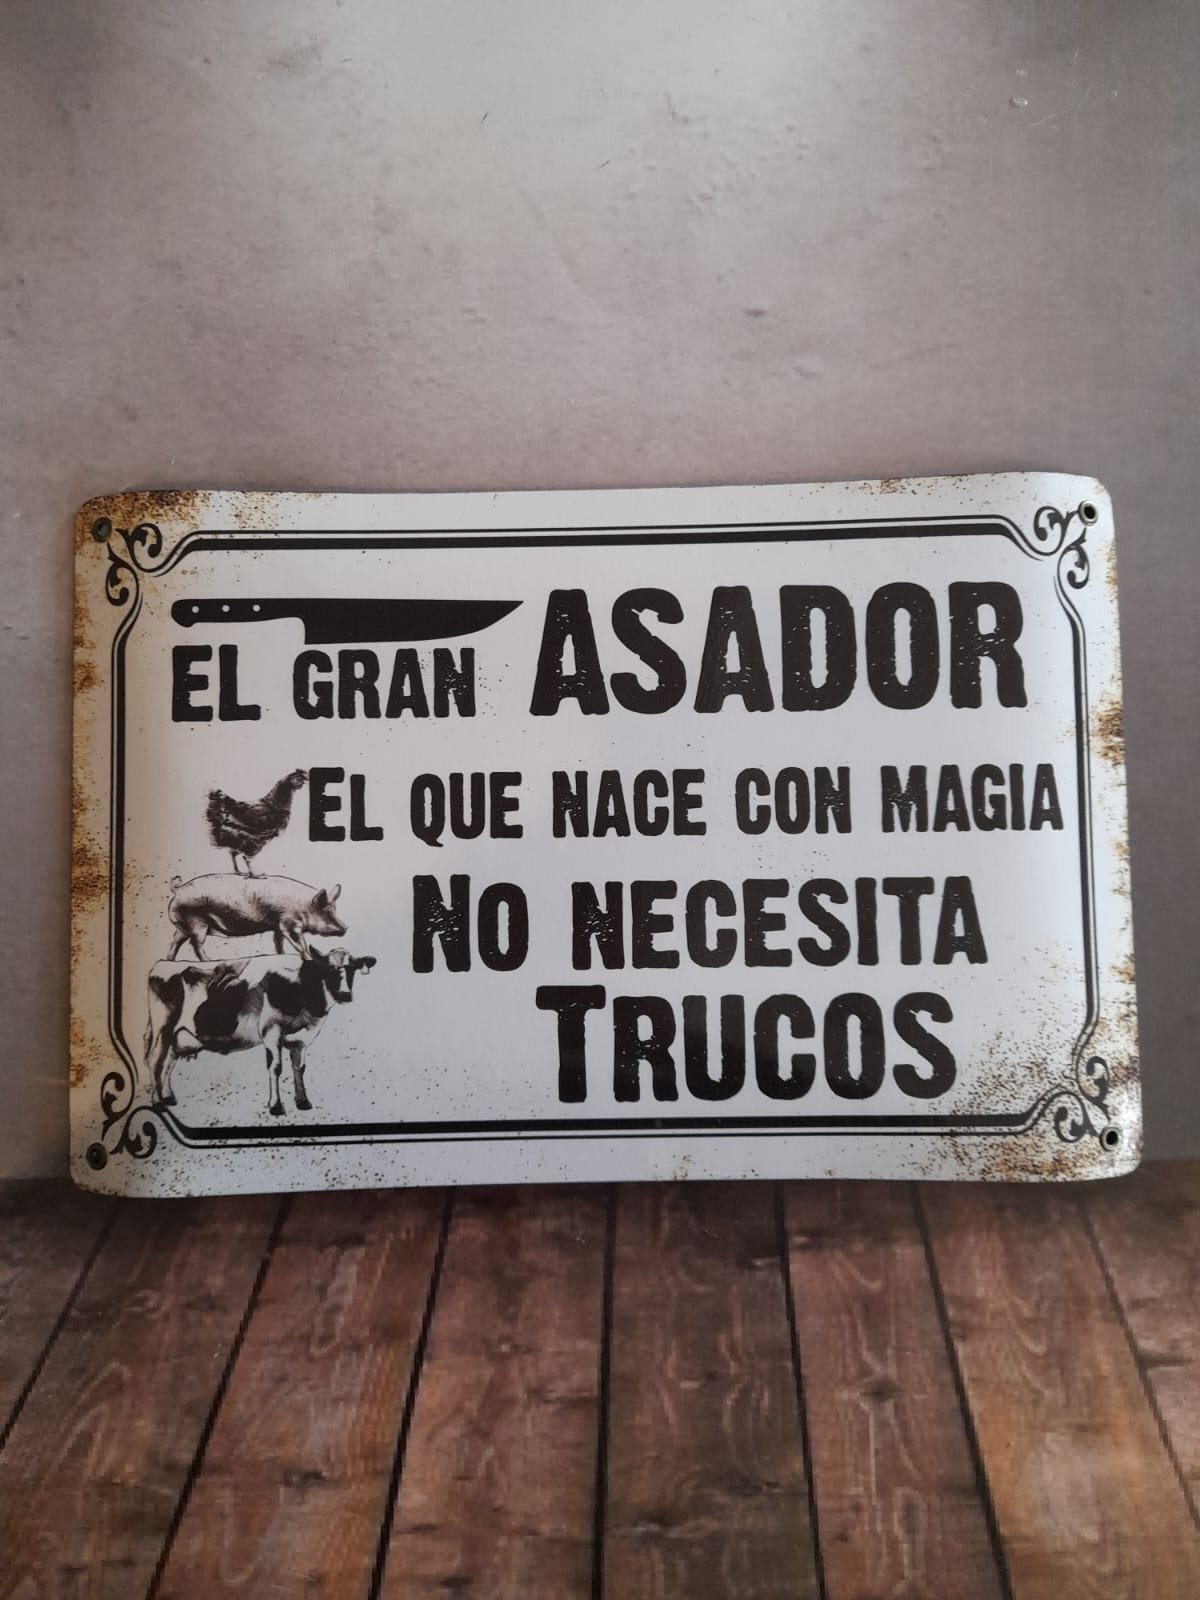 EL GRAN ASADOR
EL QUE NACE CON MAGIA
NO NECESITA
TRUCOS